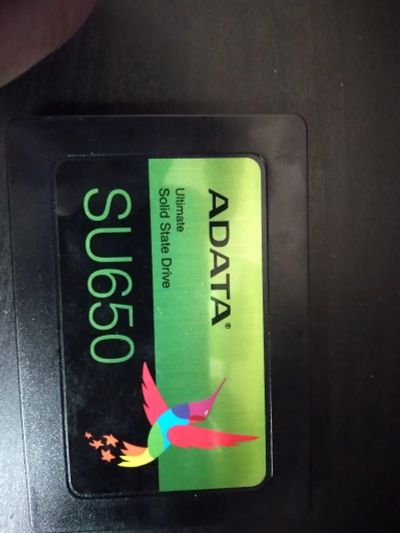 ADATA®
Ultimate
Solid State Drive
SU650